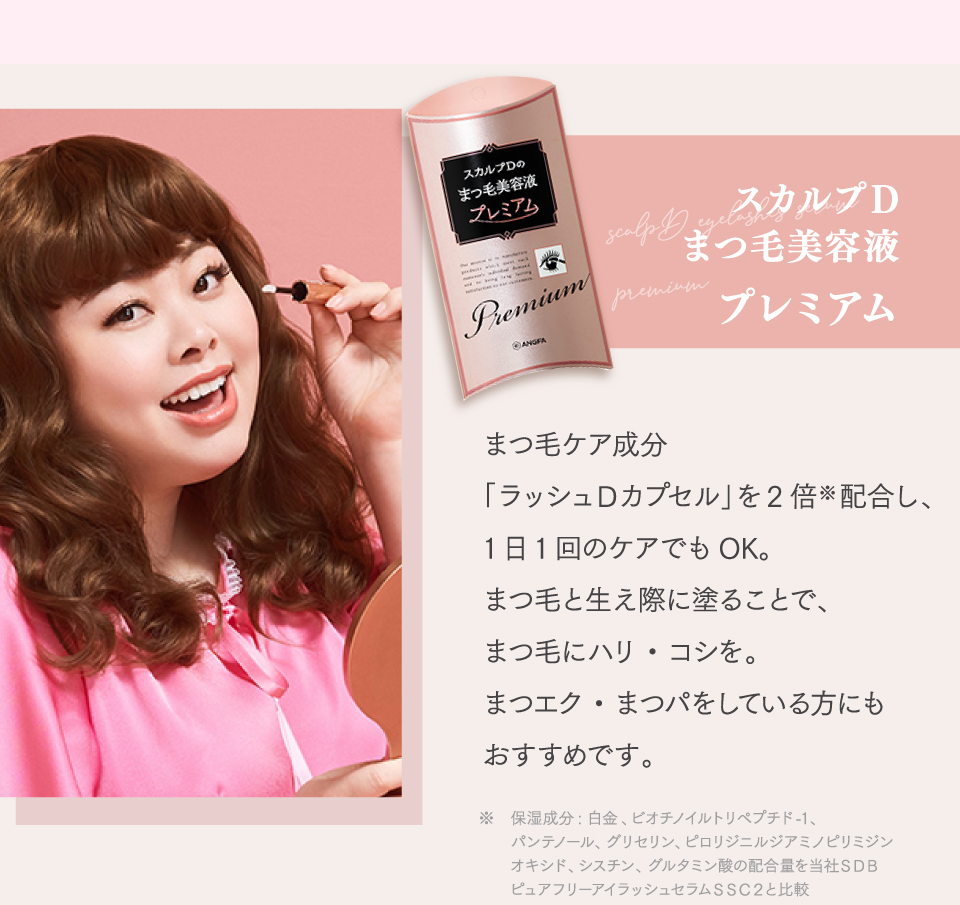 スカルプDの
まつ毛美容液
プレミアム
Premium
ANGFA
スカルプD
scalpD eyelashes serum
まつ毛美容液
premium
プレミアム
まつ毛ケア成分
「ラッシュDカプセル」を2倍※配合し、
1日1回のケアでもOK。
まつ毛と生え際に塗ることで、
まつ毛にハリ・コシを。
まつエク・まつパをしている方にも
おすすめです。
※ 保湿成分:白金、ビオチノイルトリペプチド-1、
パンテノール、グリセリン、ピロリジニルジアミノピリミジン
オキシド、シスチン、グルタミン酸の配合量を当社SDB
ピュアフリーアイラッシュセラムSSC2と比較